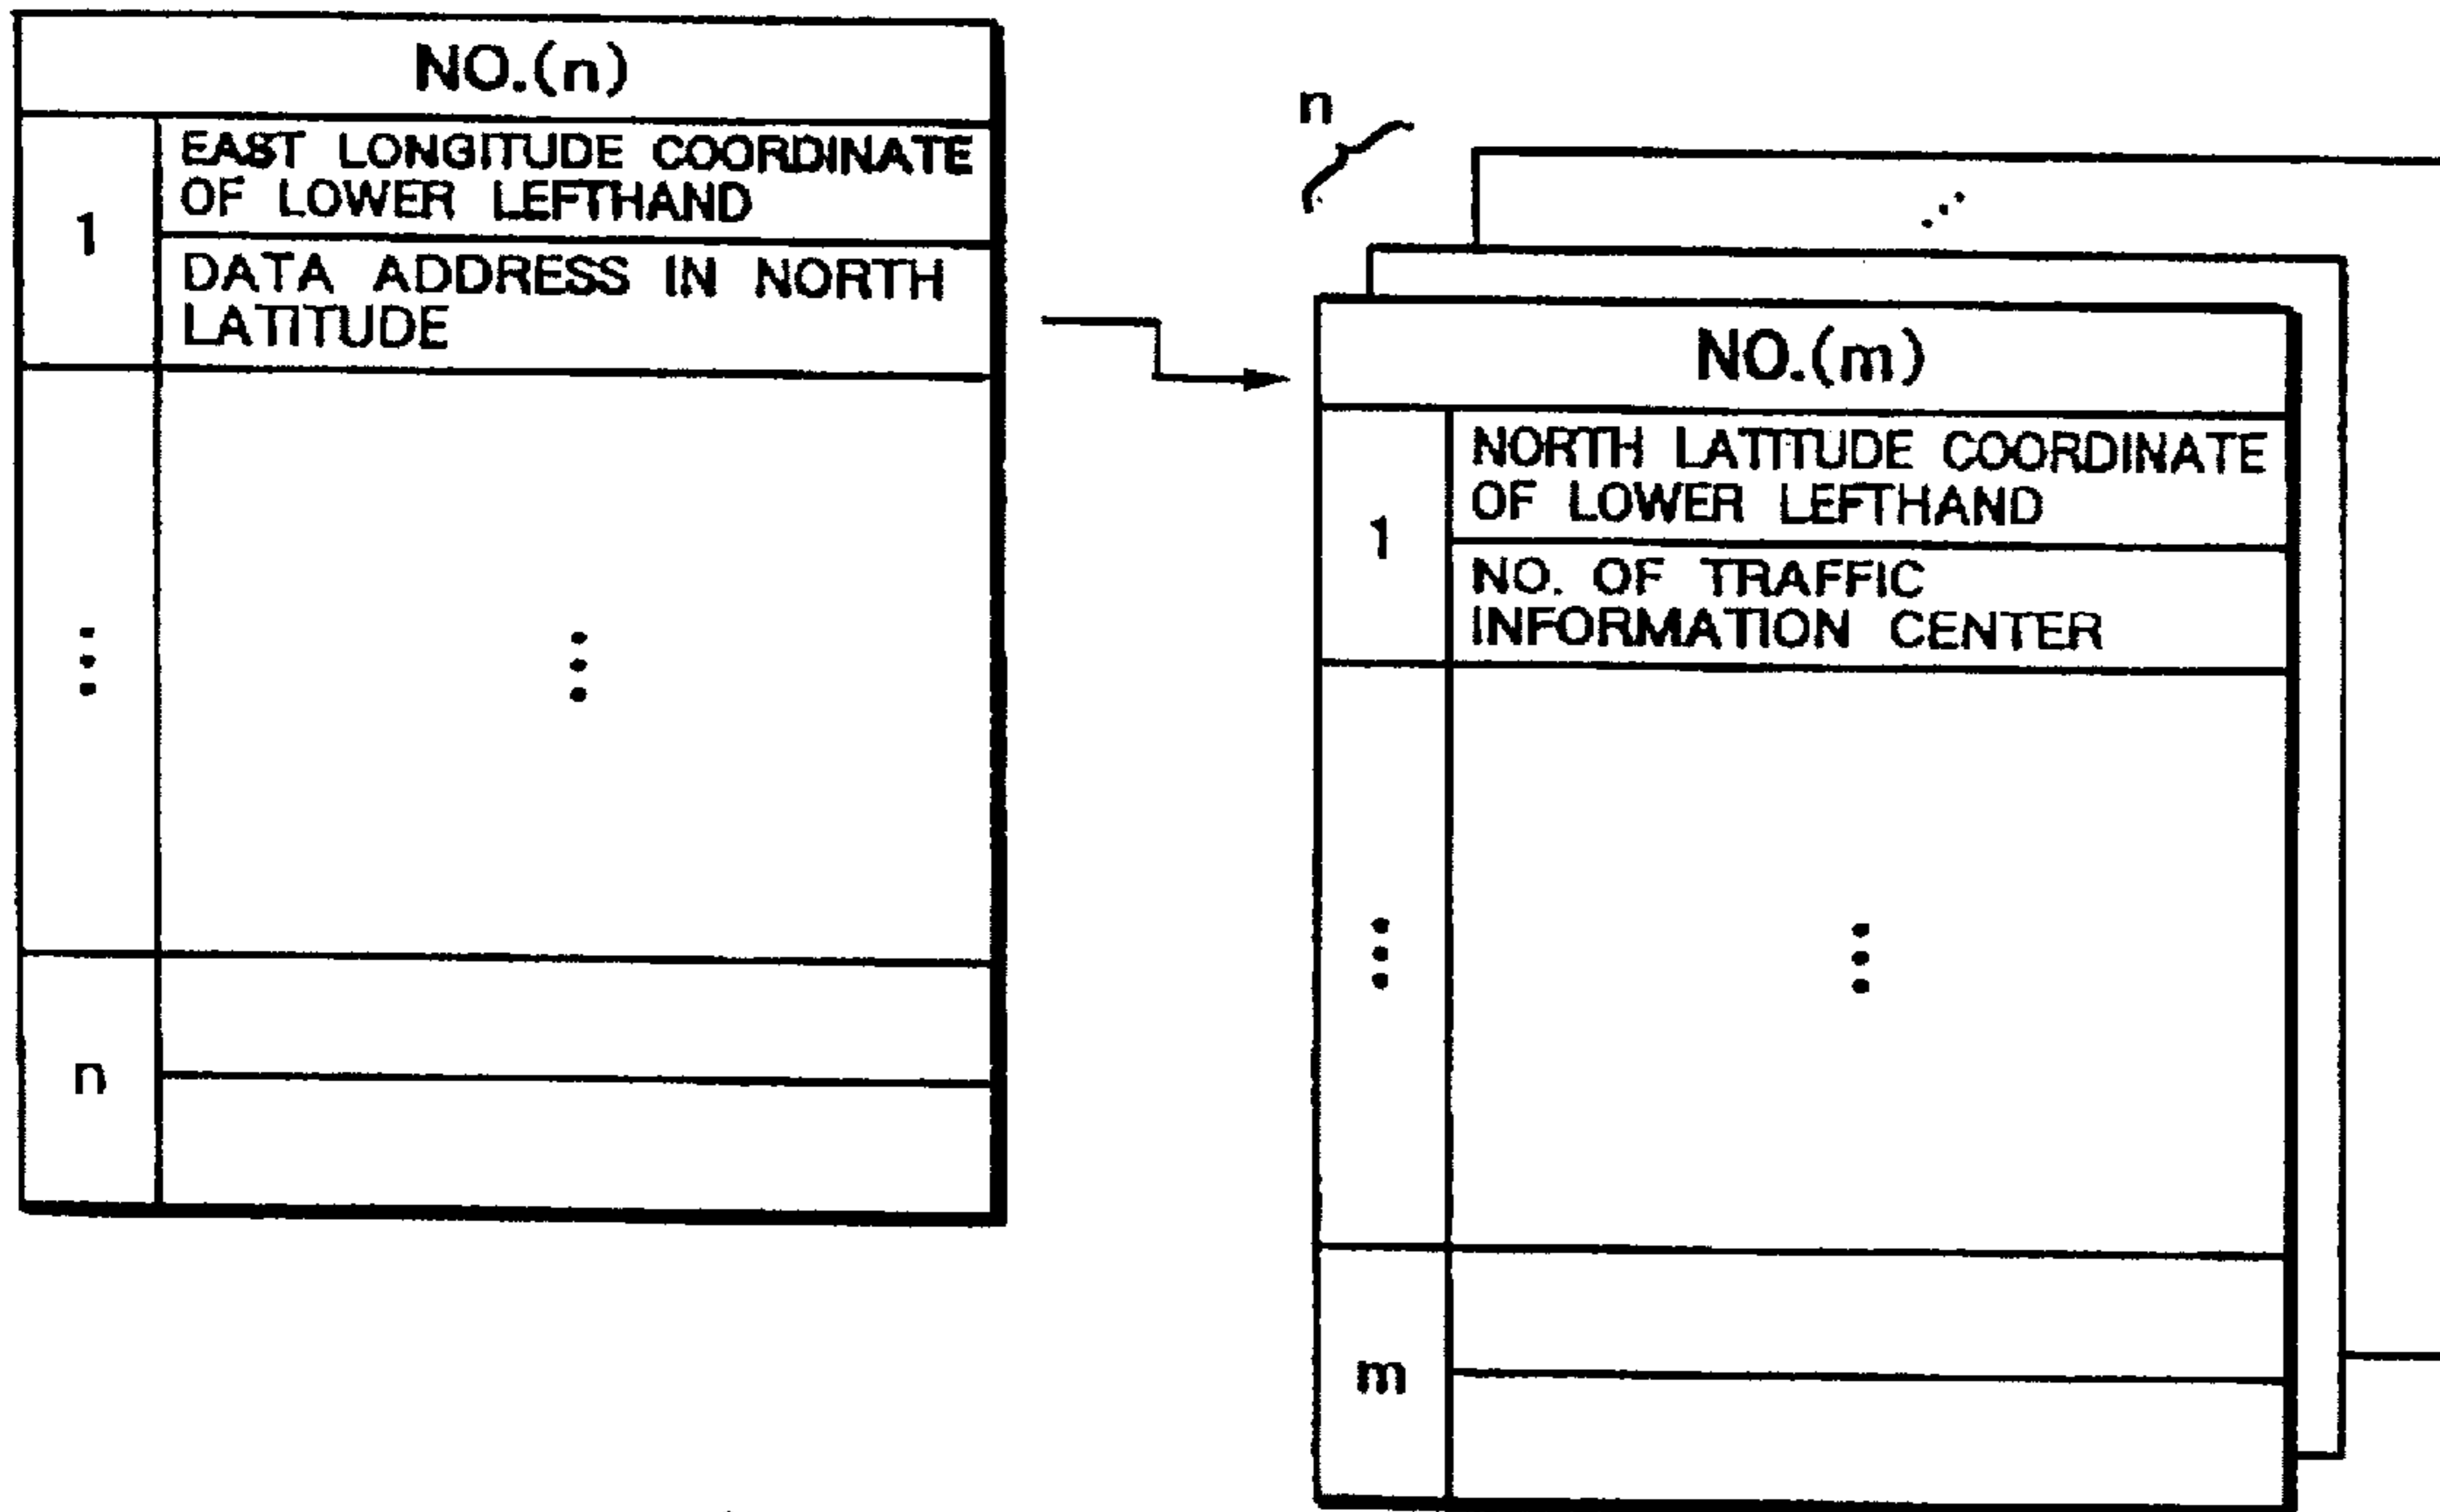 NO.(n)
1
EAST LONGITUDE COORDINATE
OF LOWER LEFTHAND
DATA ADDRESS IN NORTH
LATITUDE
n
n
NO.(m)
1
NORTH LATITUDE COORDINATE
OF LOWER LEFTHAND
NO. OF TRAFFIC
INFORMATION CENTER
m